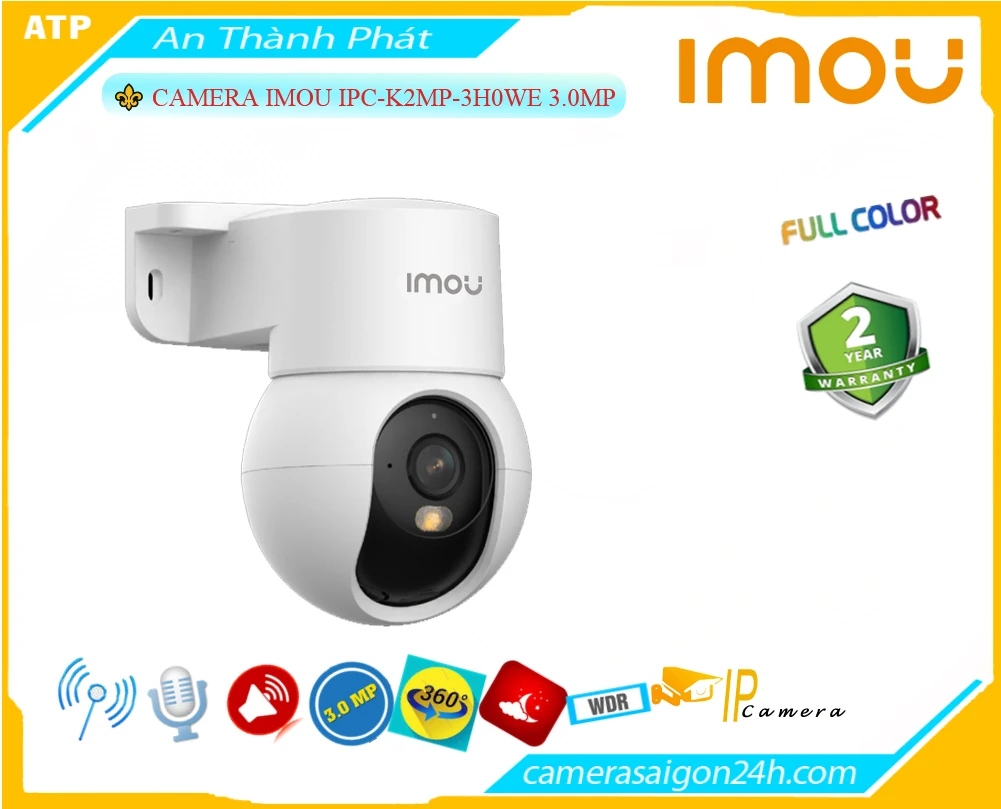 ATP
An Thành Phát
imou
CAMERA IMOU IPC-K2MP-3H0WE 3.0MP
FULL COLOR
imou
2
YEAR
WARRANTY
3.0 MP
360°
WDR
IP
Camera
camerasaigon24h.com